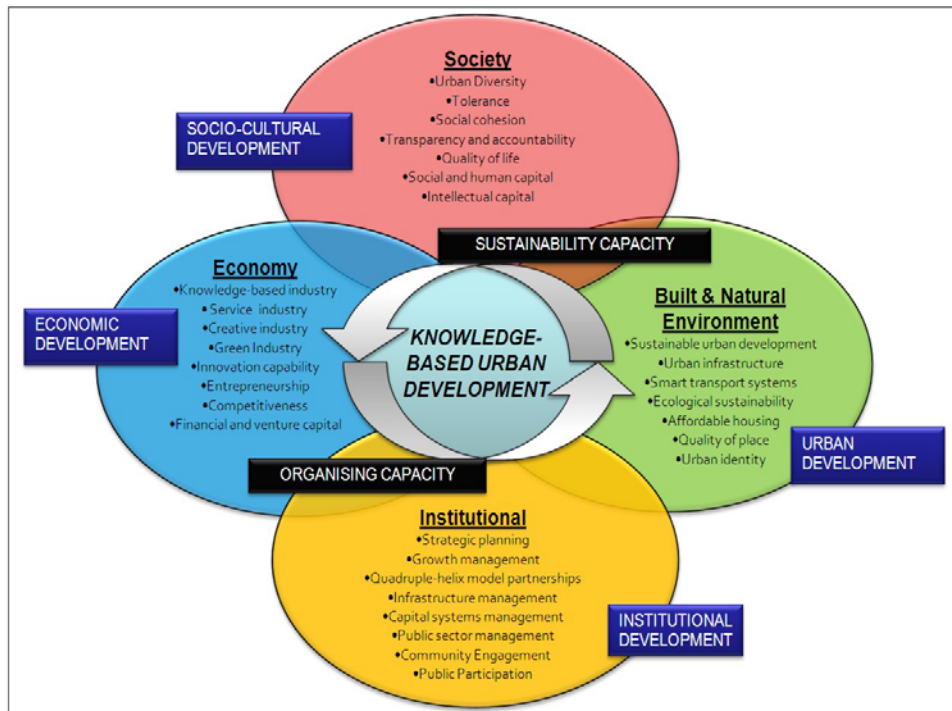 Society
•Urban Diversity
•Tolerance
•Social cohesion
•Transparency and accountability
•Quality of life
•Social and human capital
•Intellectual capital
SOCIO-CULTURAL
DEVELOPMENT
SUSTAINABILITY CAPACITY
Economy
•Knowledge-based industry
•Service industry
•Creative industry
•Green Industry
•Innovation capability
•Entrepreneurship
•Competitiveness
•Financial and venture capital
ECONOMIC
DEVELOPMENT
KNOWLEDGE-
BASED URBAN
DEVELOPMENT
Built & Natural
Environment
•Sustainable urban development
•Urban infrastructure
•Smart transport systems
•Ecological sustainability
•Affordable housing
•Quality of place
•Urban identity
URBAN
DEVELOPMENT
ORGANISING CAPACITY
Institutional
•Strategic planning
•Growth management
•Quadruple-helix model partnerships
•Infrastructure management
•Capital systems management
•Public sector management
•Community Engagement
•Public Participation
INSTITUTIONAL
DEVELOPMENT